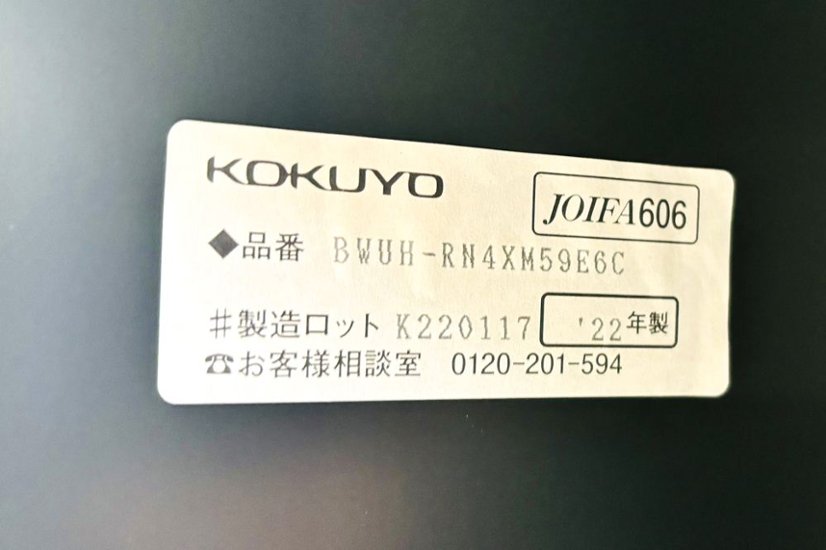 KOKUYO
JOIFA606
◆品番 BWUH-RN4XM59E6C
#製造ロット K220117 '22年製
☎お客様相談室 0120-201-594